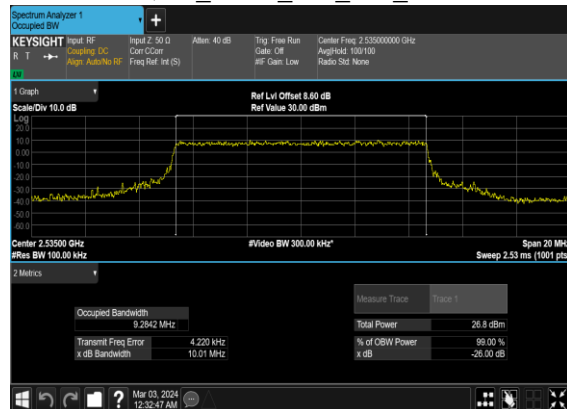 Spectrum Analyzer 1
Occupied BW
+
KEYSIGHT Input: RF Input Z: 50 Ω Atten: 40 dB Trig: Free Run Center Freq: 2.535000000 GHz
R T Coupling: DC Corr CCorr Gate: Off Avg|Hold: 100/100
Align: Auto/No RF Freq Ref: Int (S) #IF Gain: Low Radio Std: None
1 Graph
Ref Lvl Offset 8.60 dB
Scale/Div 10.0 dB Ref Value 30.00 dBm
Log
20.0
10.0
0.00
-10.0
-20.0
-30.0
-40.0
-50.0
-60.0
Center 2.53500 GHz #Video BW 300.00 kHz* Span 20 MHz
#Res BW 100.00 kHz Sweep 2.53 ms (1001 pts)
2 Metrics
Measure Trace Trace 1
Occupied Bandwidth
9.2842 MHz Total Power 26.8 dBm
Transmit Freq Error 4.220 kHz % of OBW Power 99.00 %
x dB Bandwidth 10.01 MHz x dB -26.00 dB
Mar 03, 2024
12:32:47 AM